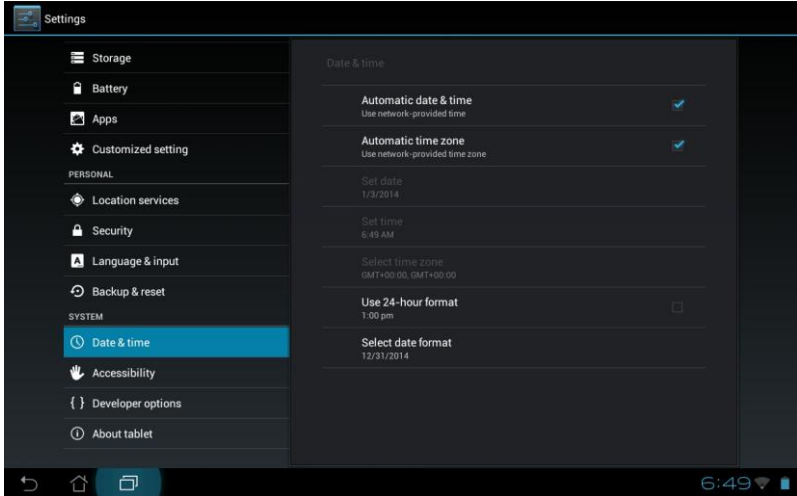 Settings
Storage
Battery
Apps
Customized setting
PERSONAL
Location services
Security
Language & input
Backup & reset
SYSTEM
Date & time
Accessibility
{ } Developer options
About tablet
Date & time
Automatic date & time
Use network-provided time
Automatic time zone
Use network-provided time zone
Set date
1/3/2014
Set time
6:49 AM
Select time zone
GMT+00:00, GMT+00:00
Use 24-hour format
1:00 pm
Select date format
12/31/2014
6:49